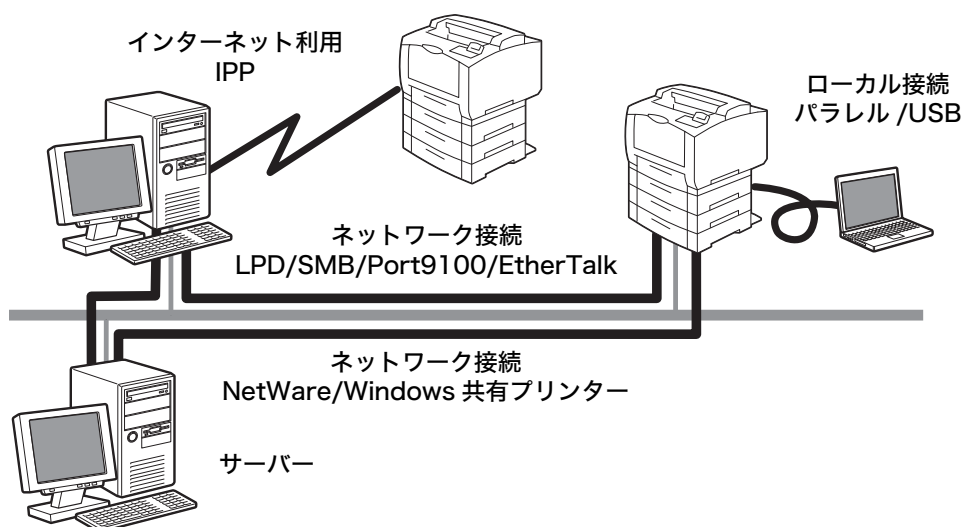 インターネット利用
IPP
ローカル接続
パラレル /USB
ネットワーク接続
LPD/SMB/Port9100/EtherTalk
ネットワーク接続
NetWare/Windows 共有プリンター
サーバー